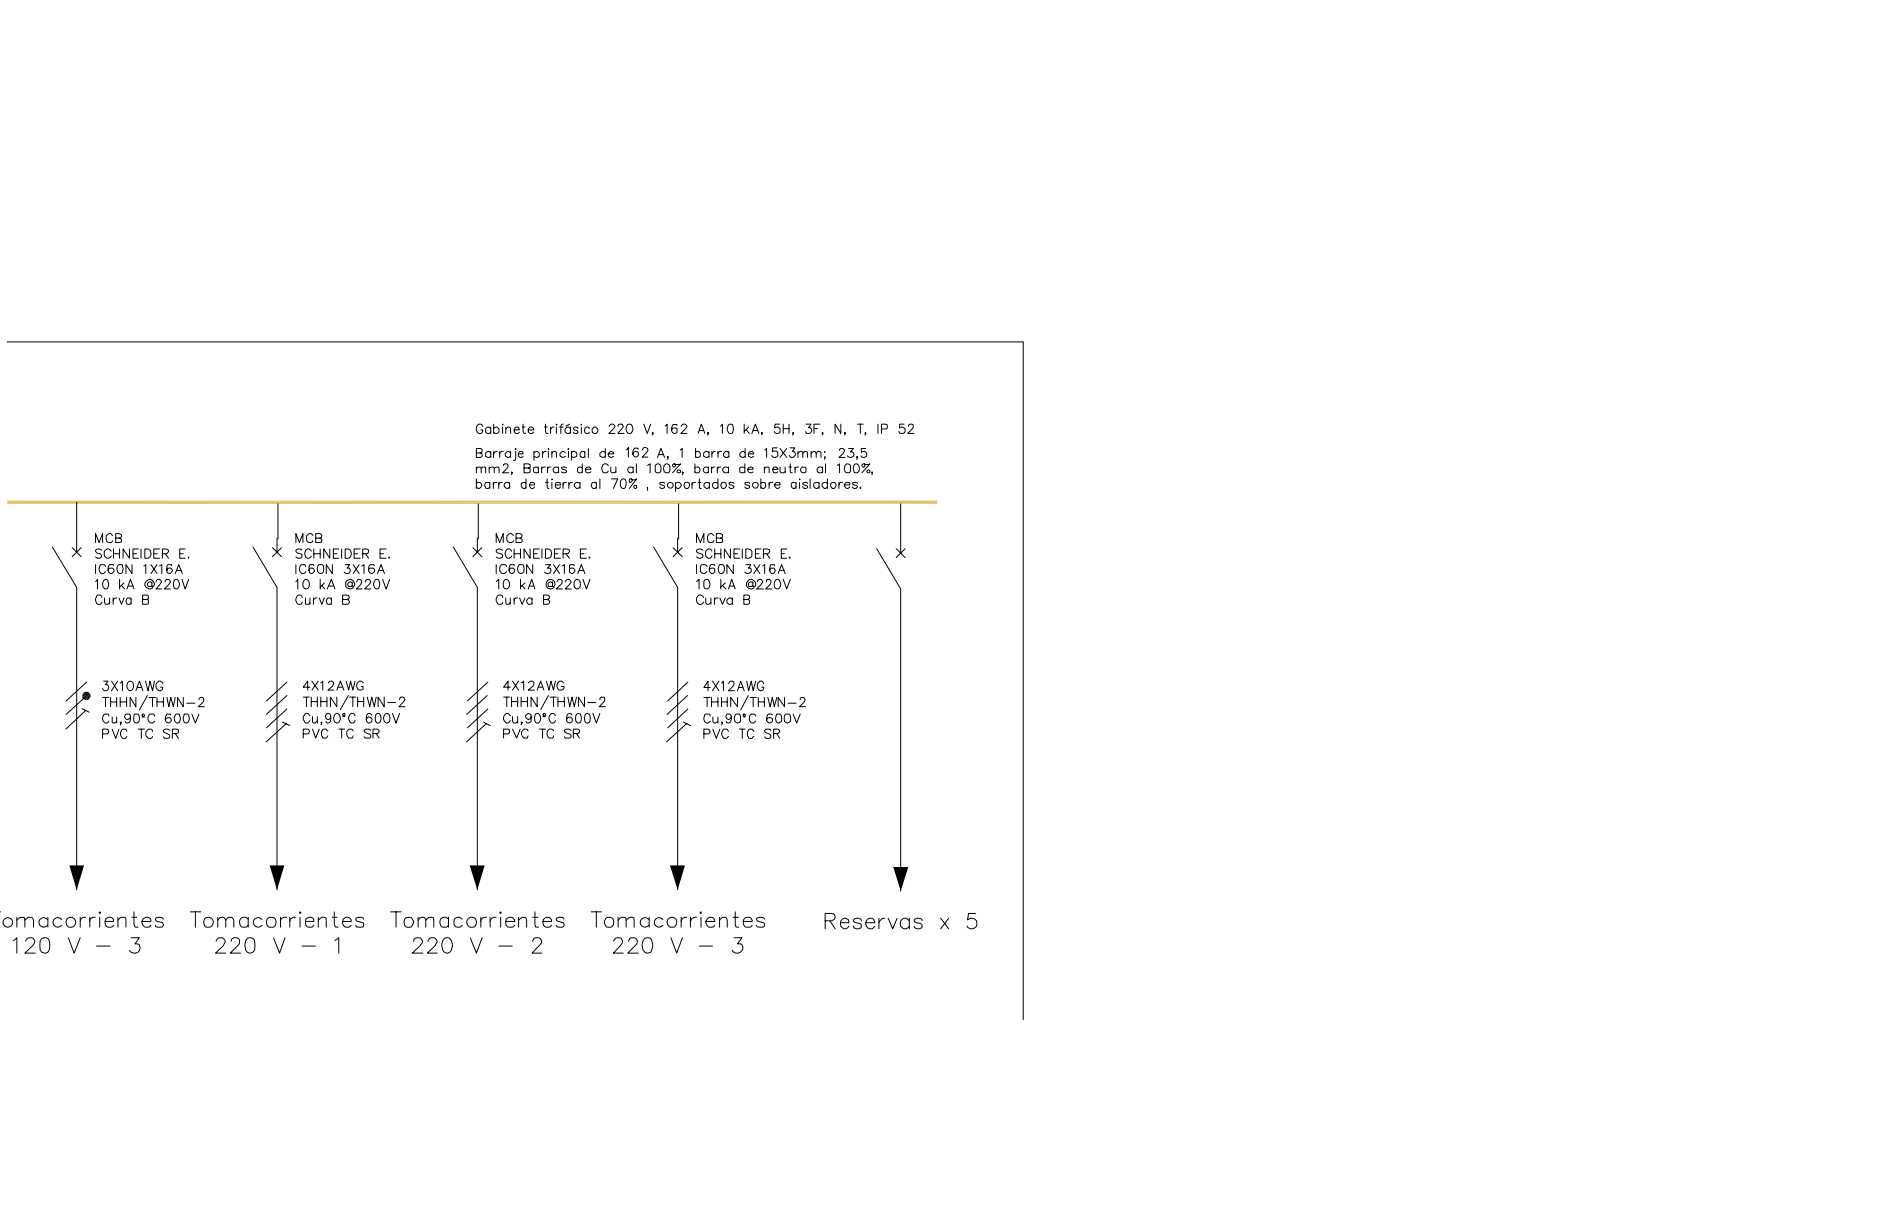 Gabinete trifásico 220 V, 162 A, 10 kA, 5H, 3F, N, T, IP 52
Barraje principal de 162 A, 1 barra de 15X3mm; 23,5
mm2, Barras de Cu al 100%, barra de neutro al 100%,
barra de tierra al 70% , soportados sobre aisladores.
MCB
SCHNEIDER E.
IC60N 1X16A
10 kA @220V
Curva B
MCB
SCHNEIDER E.
IC60N 3X16A
10 kA @220V
Curva B
MCB
SCHNEIDER E.
IC60N 3X16A
10 kA @220V
Curva B
MCB
SCHNEIDER E.
IC60N 3X16A
10 kA @220V
Curva B
3X10AWG
THHN/THWN-2
Cu,90°C 600V
PVC TC SR
4X12AWG
THHN/THWN-2
Cu,90°C 600V
PVC TC SR
4X12AWG
THHN/THWN-2
Cu,90°C 600V
PVC TC SR
4X12AWG
THHN/THWN-2
Cu,90°C 600V
PVC TC SR
Tomacorrientes
120 V - 3
Tomacorrientes
220 V - 1
Tomacorrientes
220 V - 2
Tomacorrientes
220 V - 3
Reservas x 5